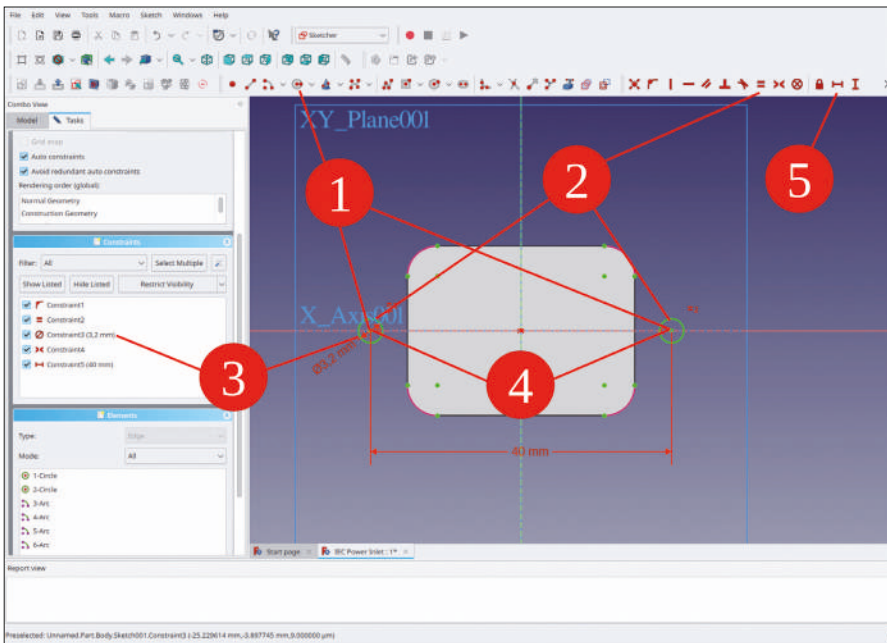 File Edit View Tools Macro Sketch Windows Help
Sketcher
Combo View
Model Tasks
Grid snap
Auto constraints
Avoid redundant auto constraints
Rendering order (global):
Normal Geometry
Construction Geometry
Constraints
Filter: All Select Multiple
Show Listed Hide Listed Restrict Visibility
Constraint1
Constraint2
Constraint3 (3,2 mm)
Constraint4
Constraint5 (40 mm)
Elements
Type: Edge
Mode: All
1-Circle
2-Circle
3-Arc
4-Arc
5-Arc
6-Arc
XY_Plane001
X_Axis001
Ø3,2 mm
40 mm
1
2
3
4
5
Start page IEC Power Inlet : 1*
Report view
Preselected: Unnamed.Part.Body.Sketch001.Constraint3 (-25.229614 mm,-3.897745 mm,9.000000 µm)